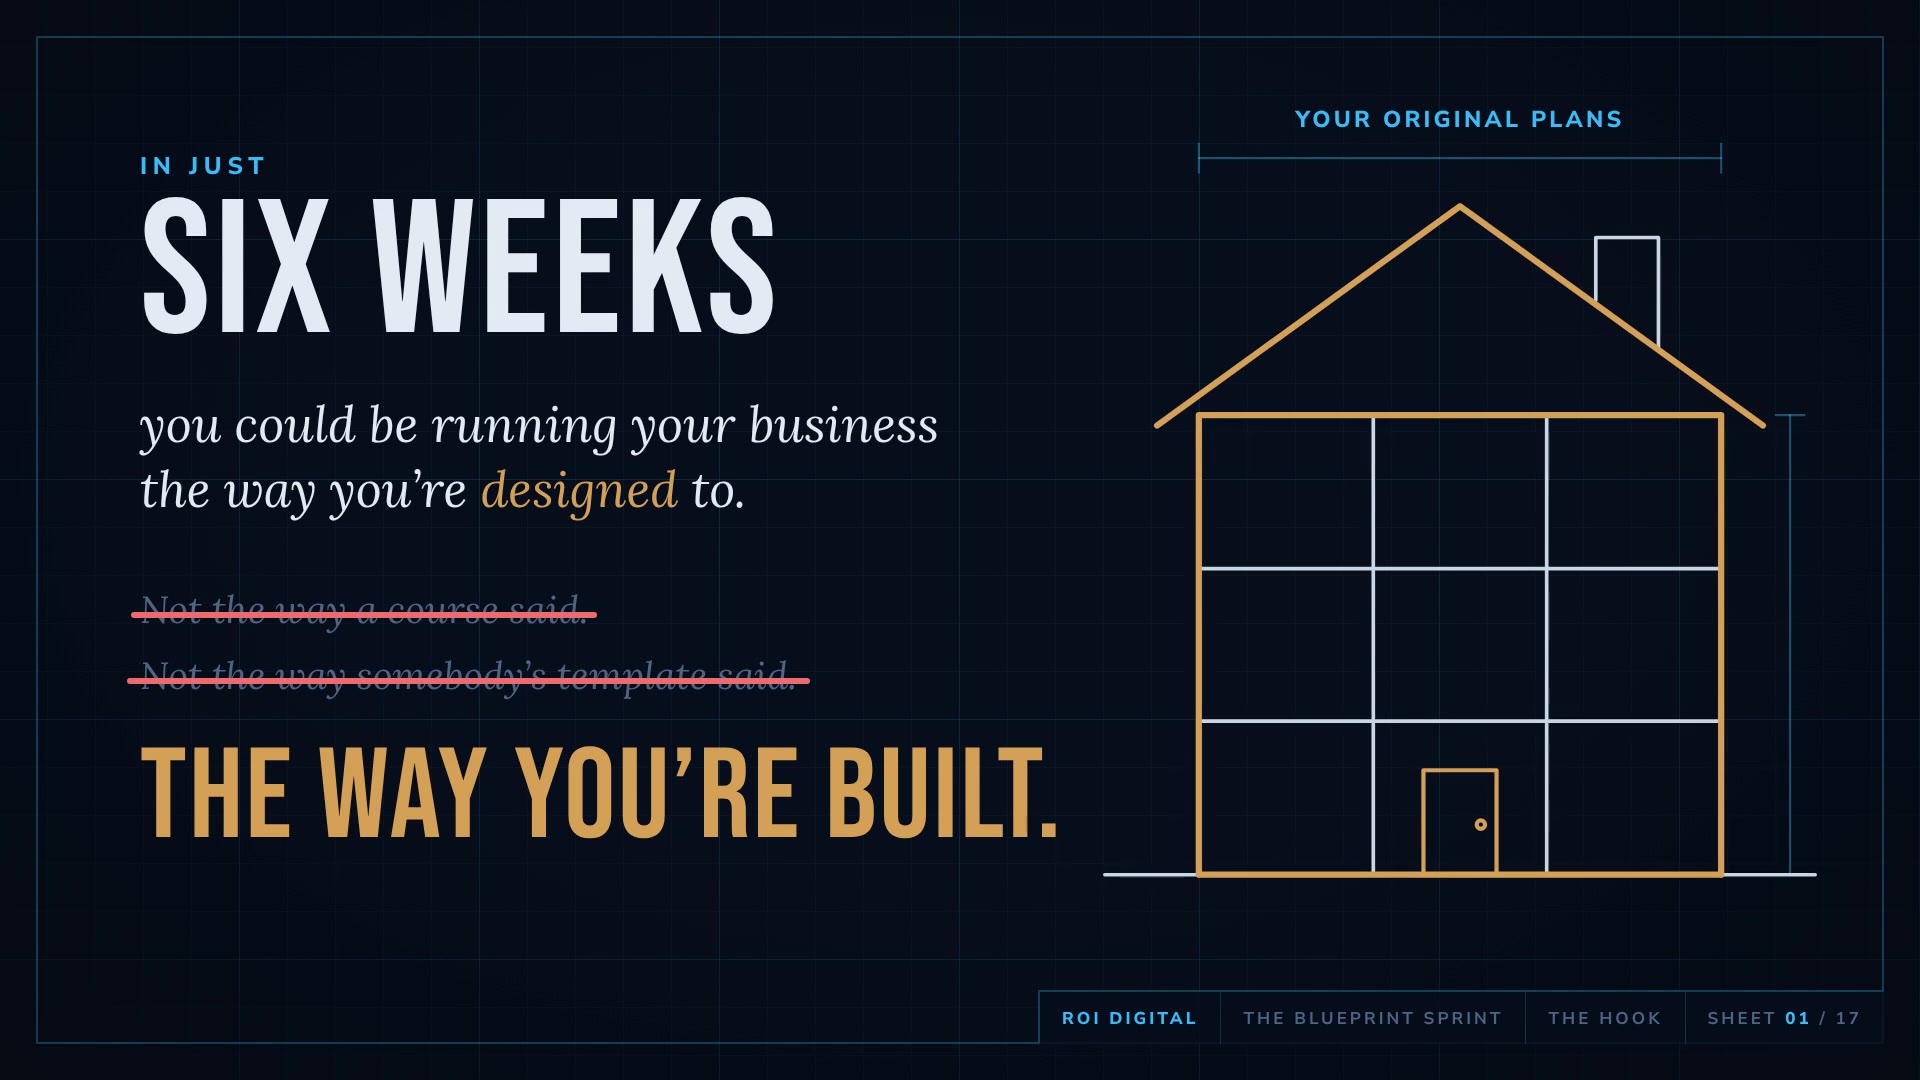 IN JUST
SIX WEEKS
you could be running your business
the way you’re designed to.
Not the way a course said.
Not the way somebody’s template said.
THE WAY YOU’RE BUILT.
YOUR ORIGINAL PLANS
ROI DIGITAL THE BLUEPRINT SPRINT THE HOOK SHEET 01 / 17